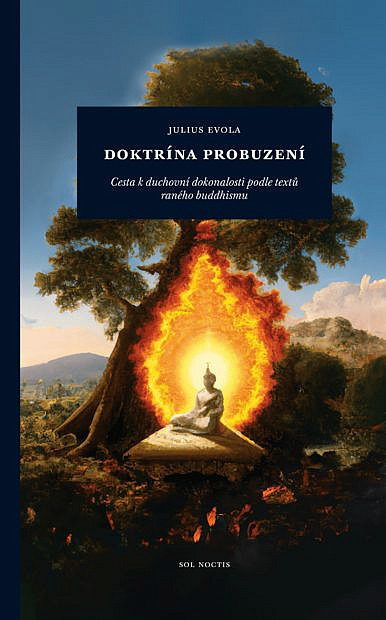 JULIUS EVOLA
DOKTRÍNA PROBUZENÍ
Cesta k duchovní dokonalosti podle textů
raného buddhismu
SOL NOCTIS